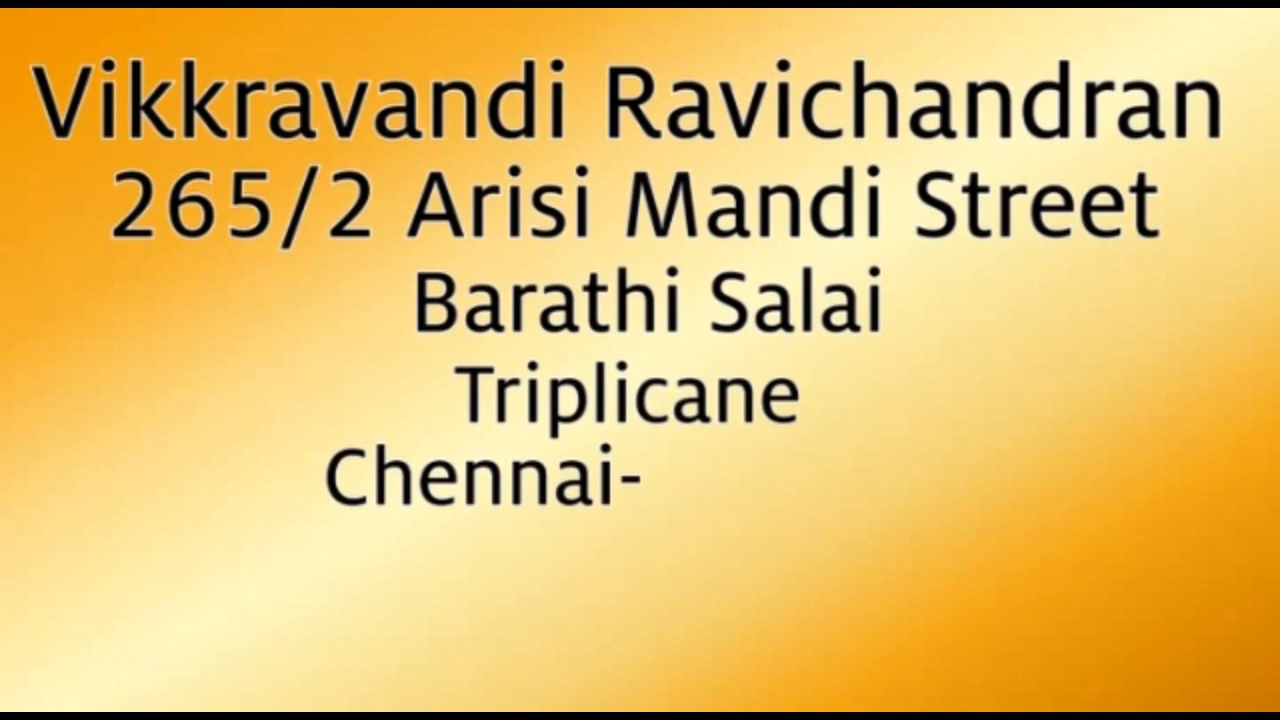 Vikkravandi Ravichandran
265/2 Arisi Mandi Street
Barathi Salai
Triplicane
Chennai-